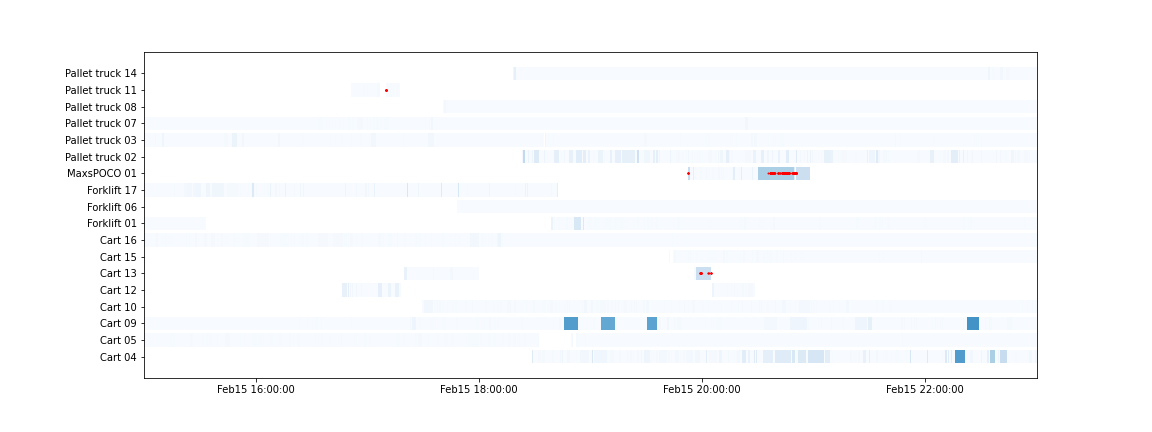 Pallet truck 14
Pallet truck 11
Pallet truck 08
Pallet truck 07
Pallet truck 03
Pallet truck 02
MaxsPOCO 01
Forklift 17
Forklift 06
Forklift 01
Cart 16
Cart 15
Cart 13
Cart 12
Cart 10
Cart 09
Cart 05
Cart 04
Feb15 16:00:00 Feb15 18:00:00 Feb15 20:00:00 Feb15 22:00:00